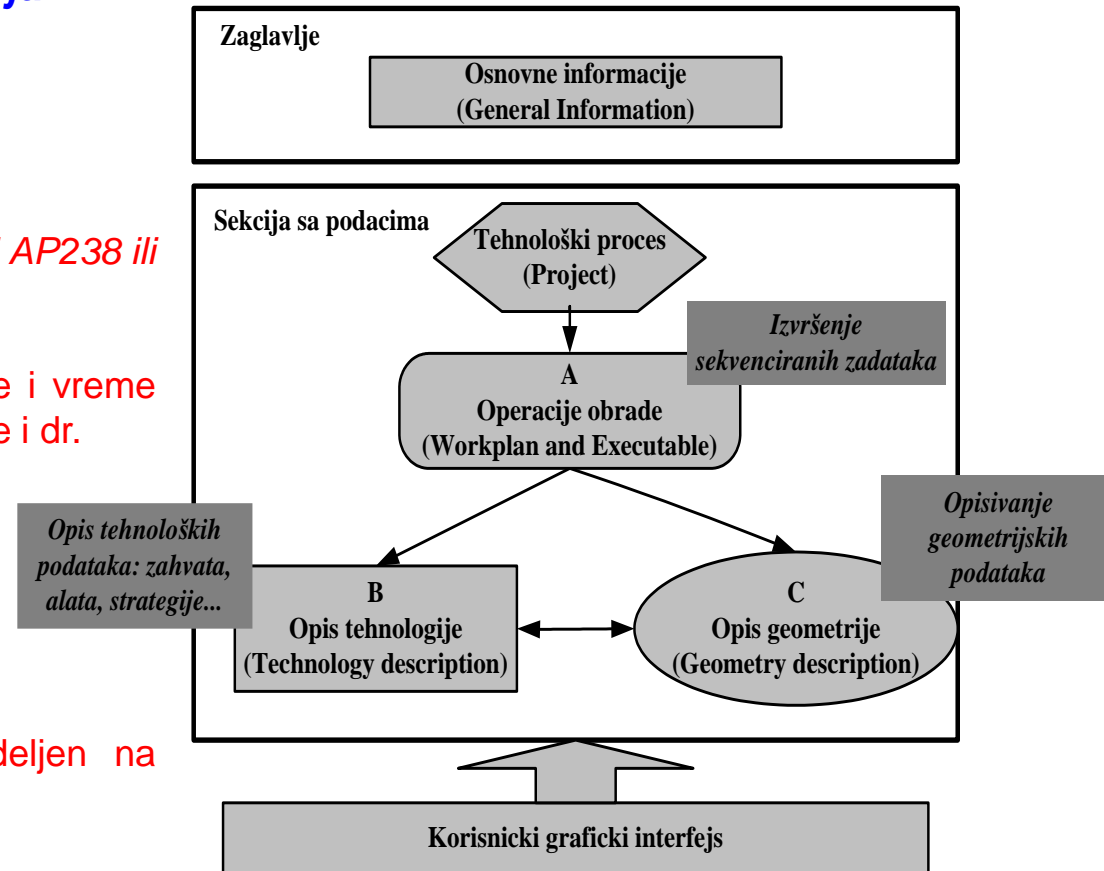 Zaglavlje
Osnovne informacije
(General Information)
Sekcija sa podacima
Tehnološki proces
(Project)
AP238 ili
Izvršenje
sekvenciranih zadataka
e i vreme
e i dr.
A
Operacije obrade
(Workplan and Executable)
Opis tehnoloških
podataka: zahvata,
alata, strategije...
Opisivanje
geometrijskih
podataka
B
Opis tehnologije
(Technology description)
C
Opis geometrije
(Geometry description)
deljen na
Korisnicki graficki interfejs